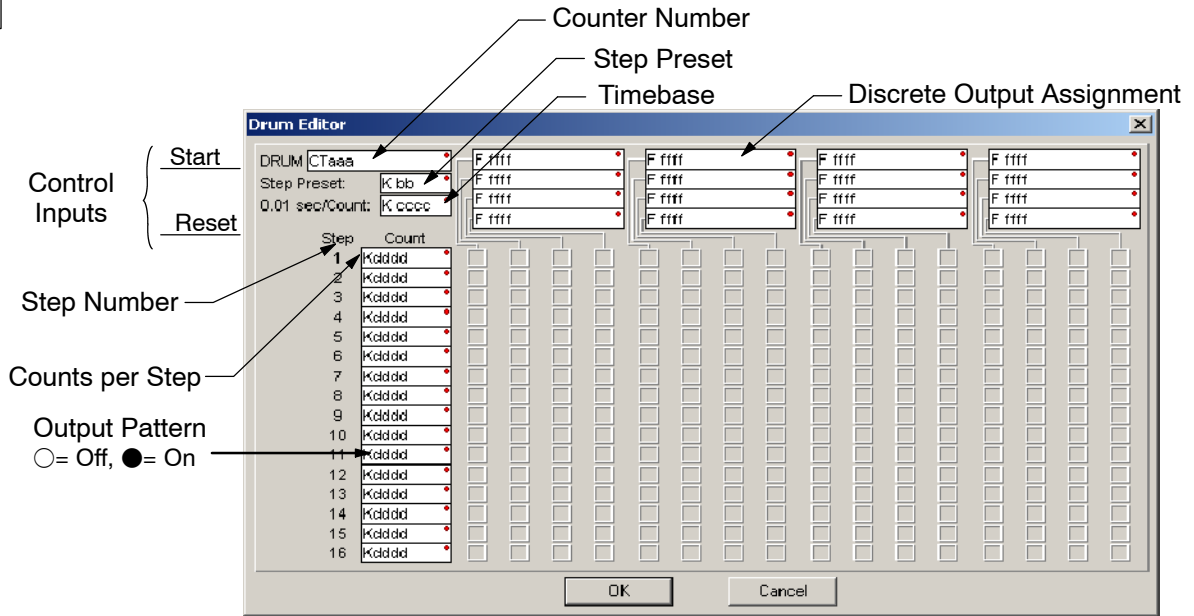 Counter Number
Step Preset
Timebase
Discrete Output Assignment
Control
Inputs
Start
Reset
Step Number
Counts per Step
Output Pattern
○= Off, ●= On
Drum Editor
DRUM CTaaa
Step Preset: K bb
0.01 sec/Count: K cccc
F ffff F ffff F ffff F ffff
F ffff F ffff F ffff F ffff
F ffff F ffff F ffff F ffff
F ffff F ffff F ffff F ffff
Step Count
1 Kdddd
2 Kdddd
3 Kdddd
4 Kdddd
5 Kdddd
6 Kdddd
7 Kdddd
8 Kdddd
9 Kdddd
10 Kdddd
11 Kdddd
12 Kdddd
13 Kdddd
14 Kdddd
15 Kdddd
16 Kdddd
OK Cancel